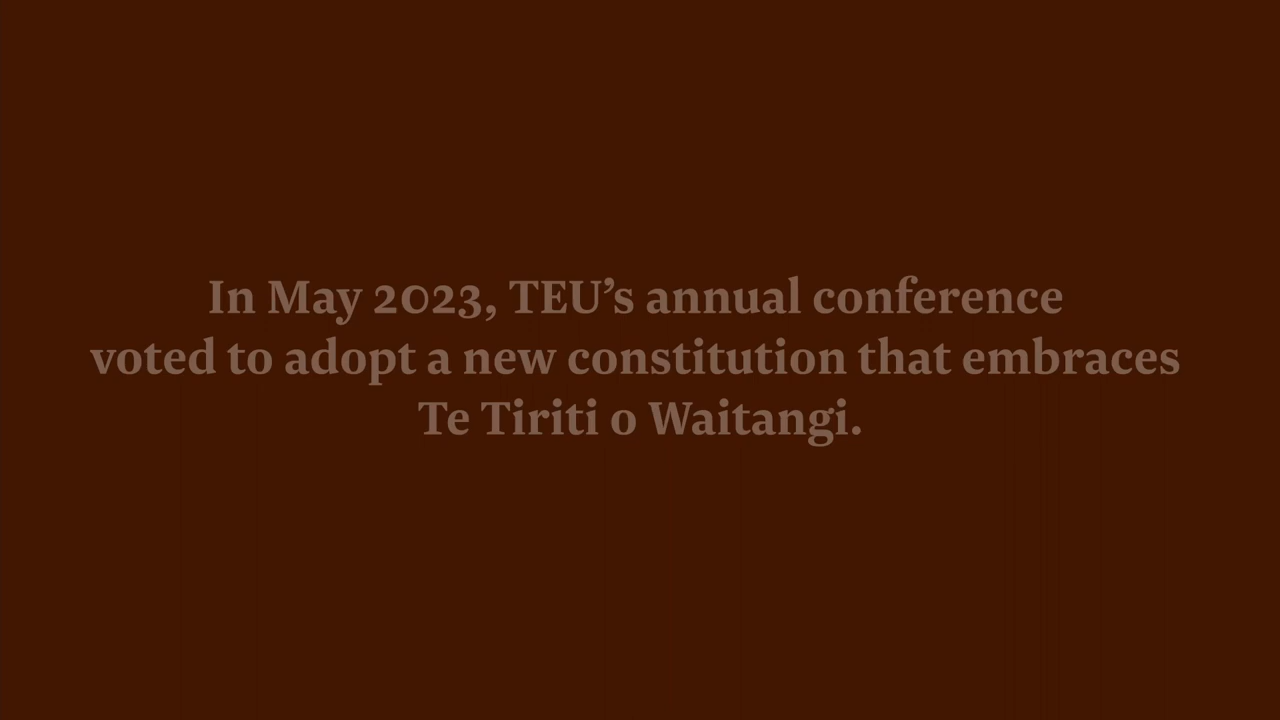 In May 2023, TEU’s annual conference
voted to adopt a new constitution that embraces
Te Tiriti o Waitangi.